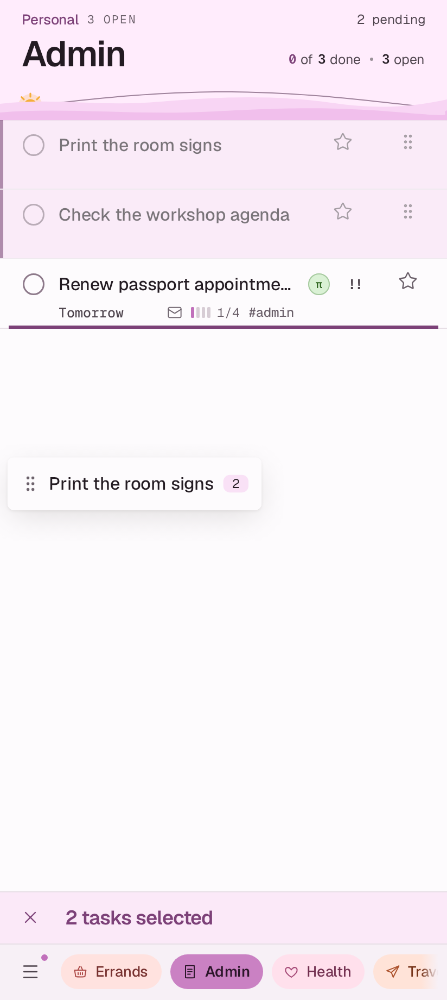 Personal 3 OPEN 2 pending
Admin 0 of 3 done • 3 open
Print the room signs
Check the workshop agenda
Renew passport appointme… π !!
Tomorrow 1/4 #admin
Print the room signs 2
2 tasks selected
Errands Admin Health Trav